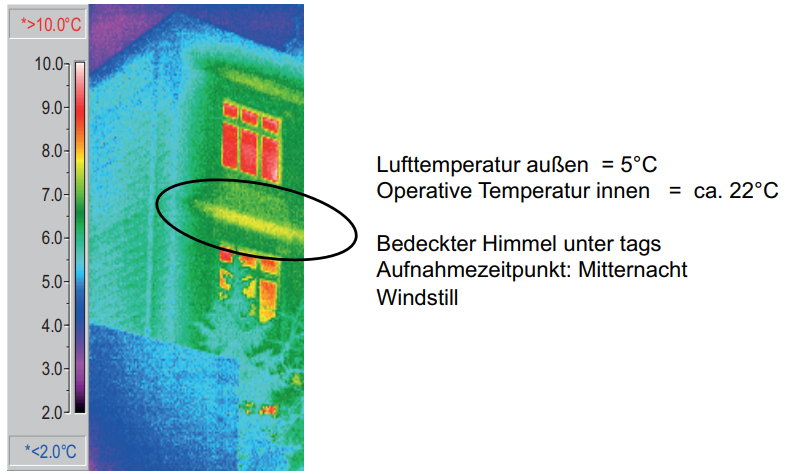 *>10.0°C
10.0
9.0
8.0
7.0
6.0
5.0
4.0
3.0
2.0
*<2.0°C
Lufttemperatur außen = 5°C
Operative Temperatur innen = ca. 22°C
Bedeckter Himmel unter tags
Aufnahmezeitpunkt: Mitternacht
Windstill